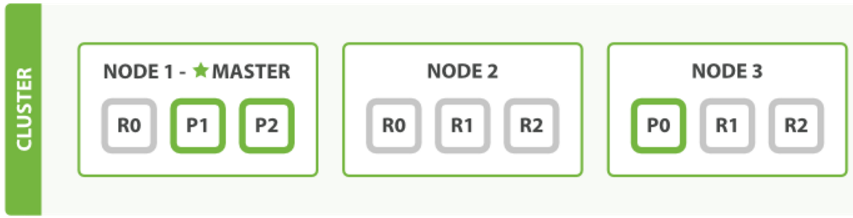 CLUSTER
NODE 1 - ★ MASTER
R0 P1 P2
NODE 2
R0 R1 R2
NODE 3
P0 R1 R2